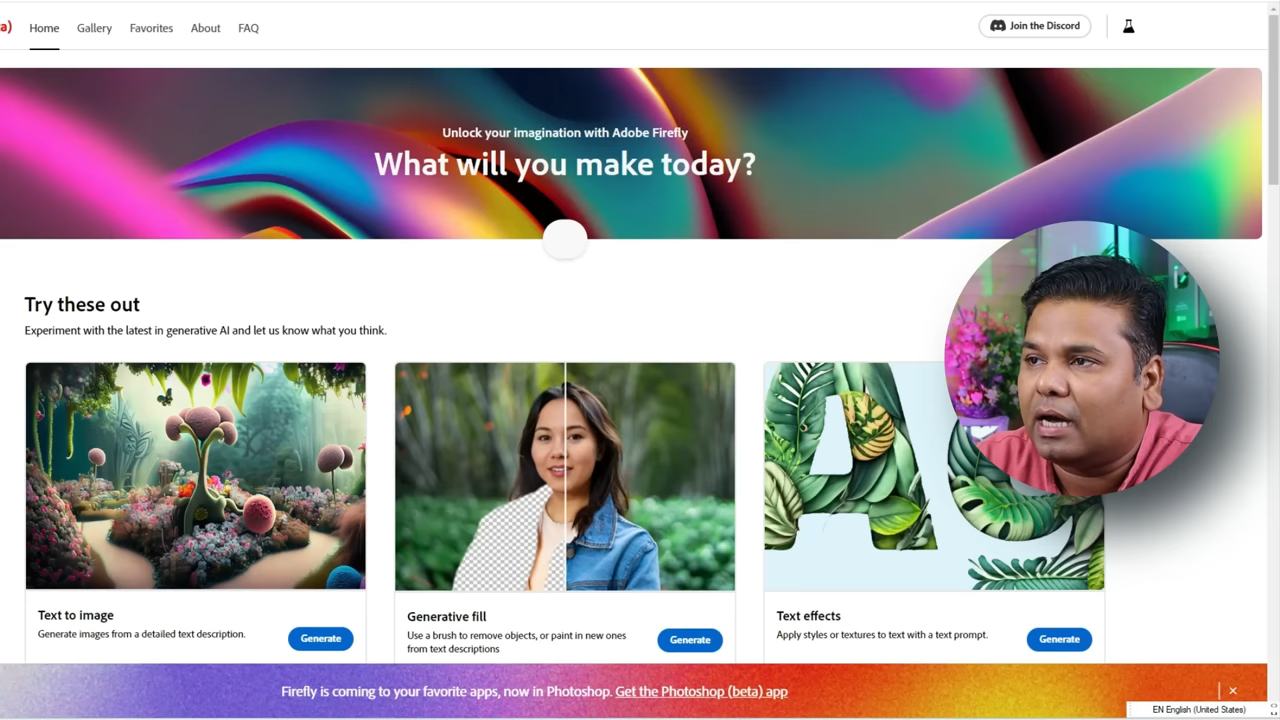 a)
Home
Gallery
Favorites
About
FAQ
Join the Discord
Unlock your imagination with Adobe Firefly
What will you make today?
Try these out
Experiment with the latest in generative AI and let us know what you think.
Text to image
Generate images from a detailed text description.
Generate
Generative fill
Use a brush to remove objects, or paint in new ones
from text descriptions
Generate
Text effects
Apply styles or textures to text with a text prompt.
Generate
Firefly is coming to your favorite apps, now in Photoshop. Get the Photoshop (beta) app
EN English (United States)